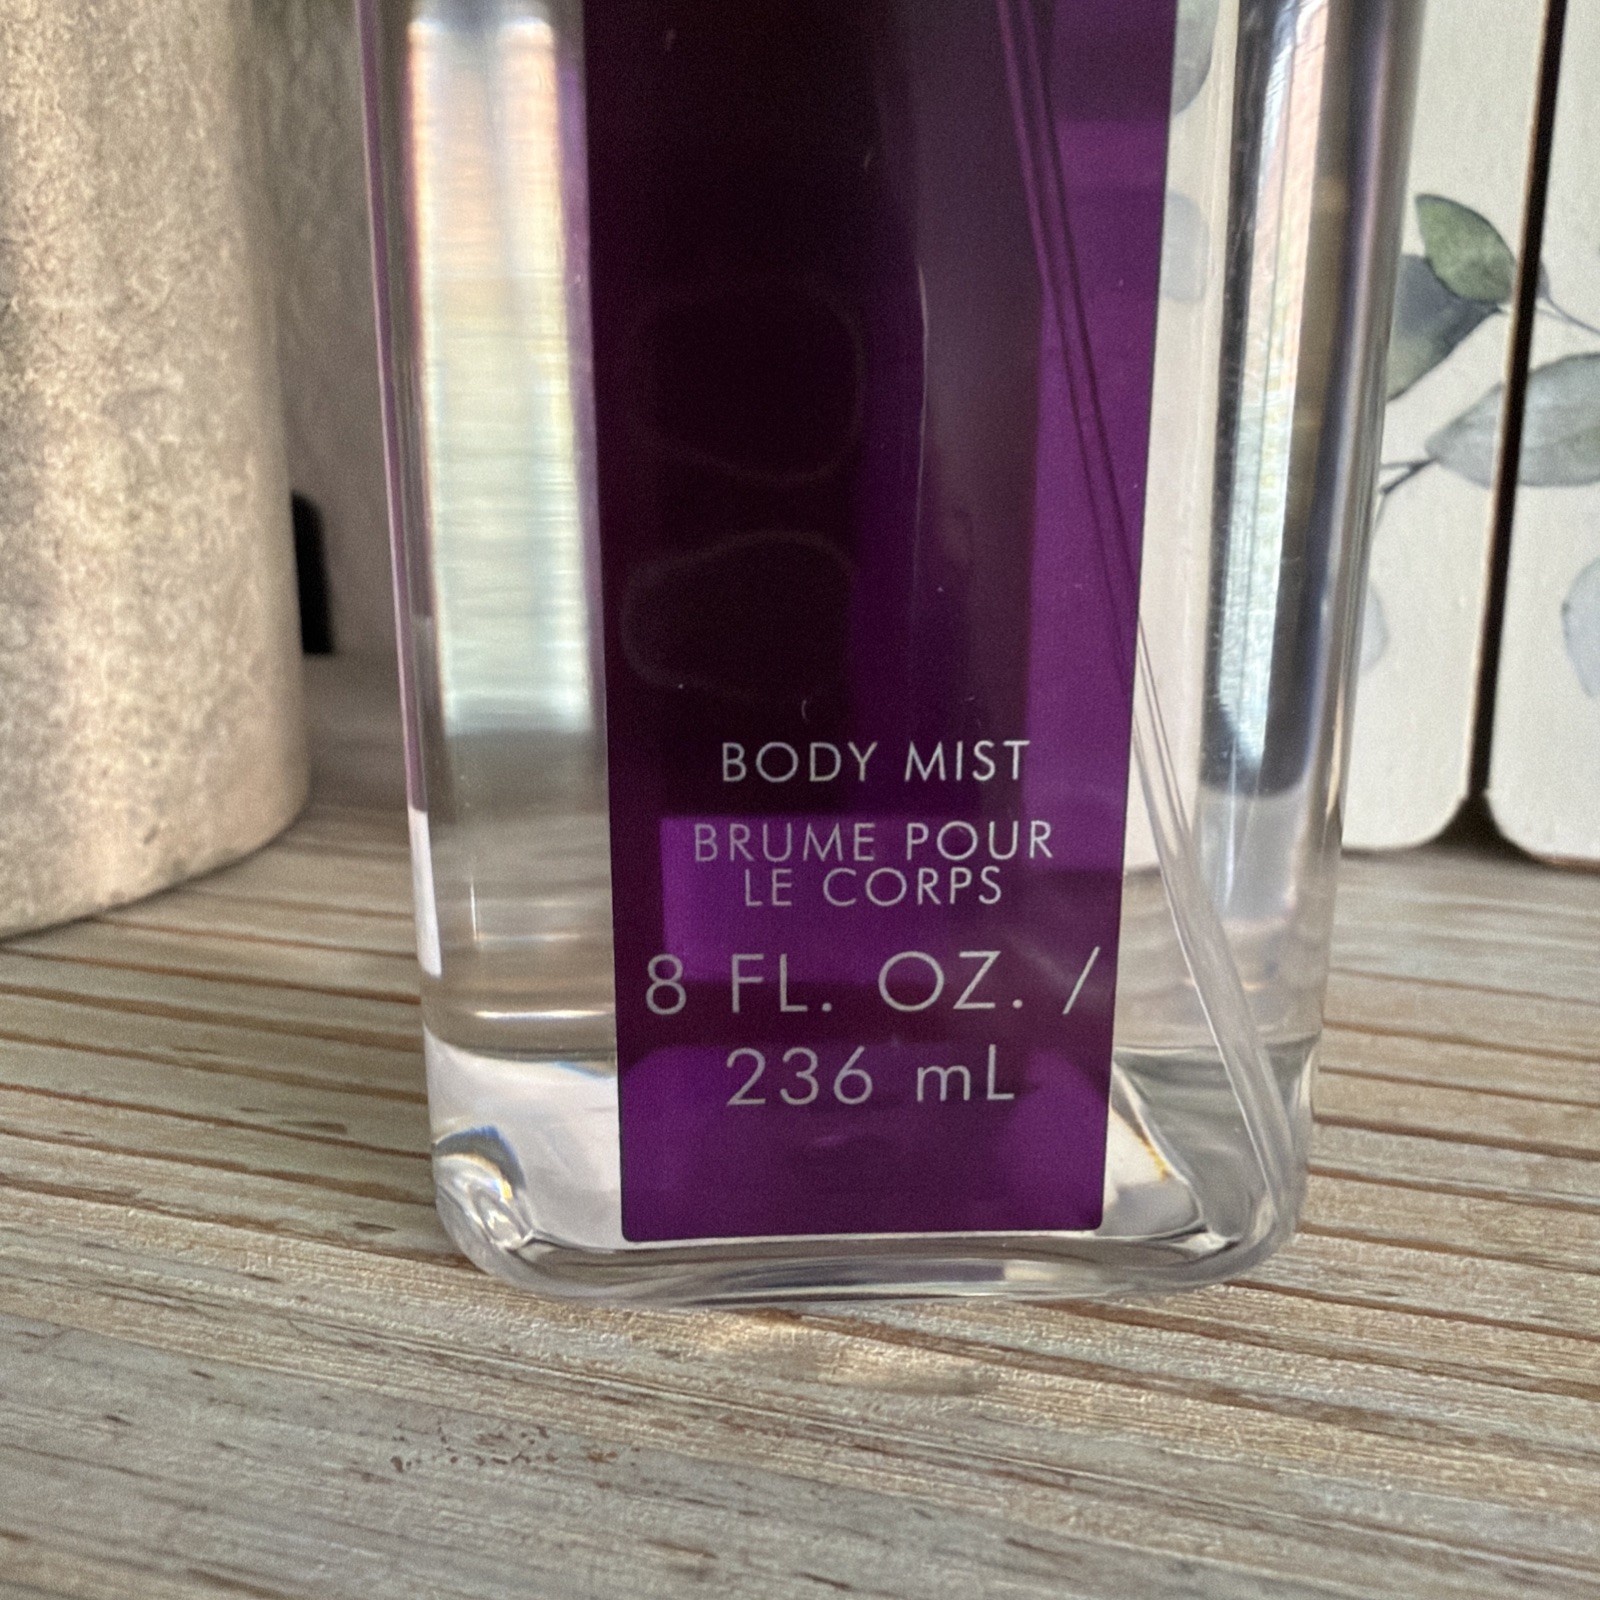 BODY MIST
BRUME POUR
LE CORPS
8 FL. OZ. /
236 mL